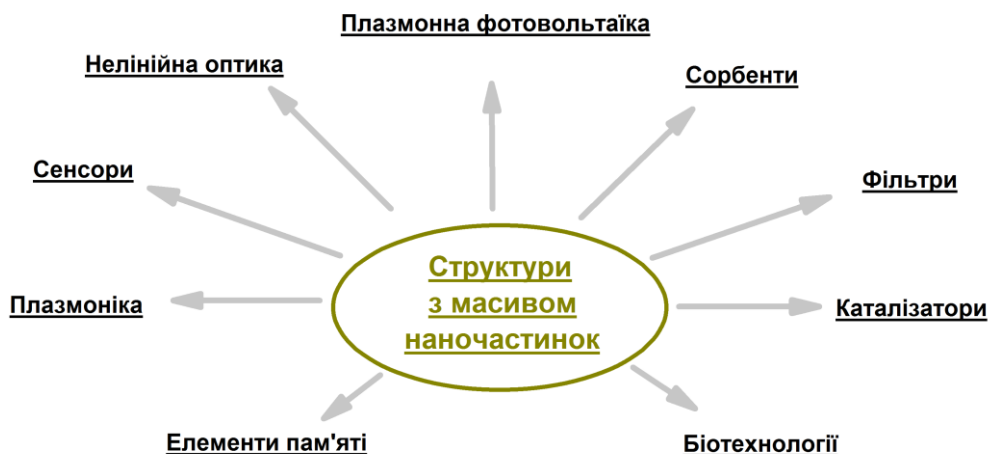 Плазмонна фотовольтаїка
Нелінійна оптика
Сорбенти
Сенсори
Фільтри
Структури
з масивом
наночастинок
Плазмоніка
Каталізатори
Елементи пам'яті
Біотехнології